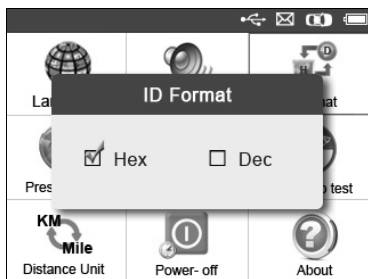 ID Format
Hex
Dec
KM
Mile
Distance Unit
Power- off
About